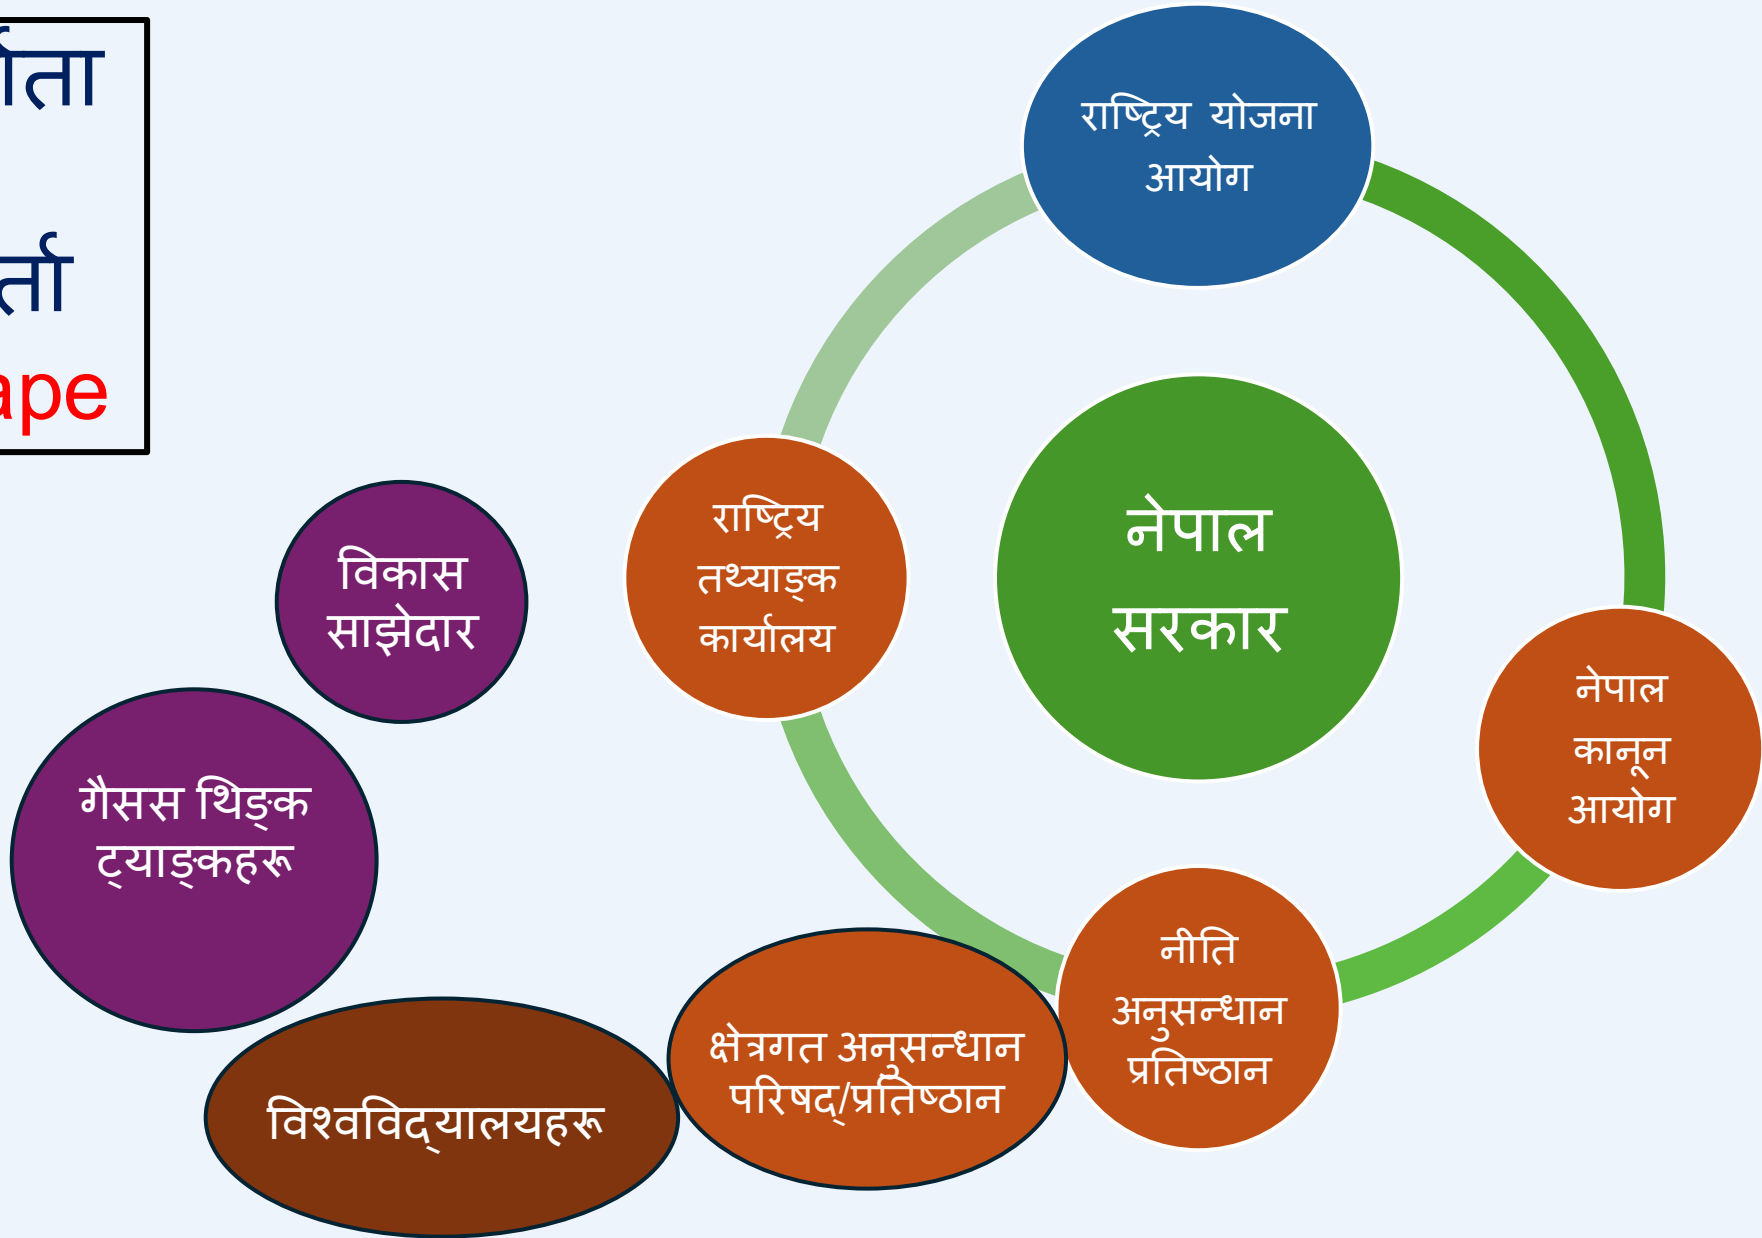 राष्ट्रिय योजना
आयोग
नेपाल
सरकार
राष्ट्रिय
तथ्याङ्क
कार्यालय
विकास
साझेदार
नेपाल
कानून
आयोग
गैसस थिङ्क
ट्याङ्कहरू
नीति
अनुसन्धान
प्रतिष्ठान
क्षेत्रगत अनुसन्धान
परिषद्/प्रतिष्ठान
विश्वविद्यालयहरू